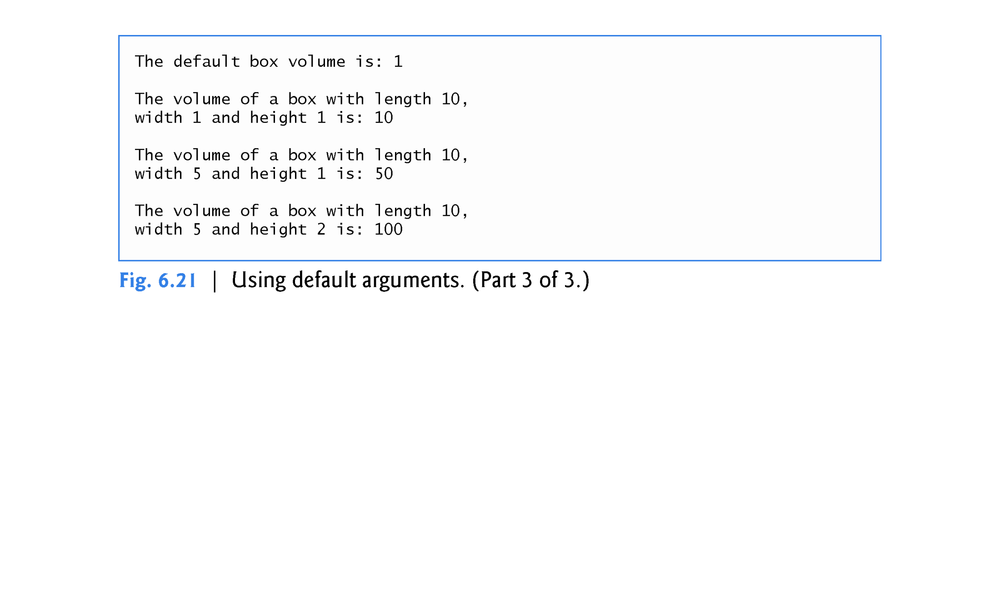 The default box volume is: 1
The volume of a box with length 10,
width 1 and height 1 is: 10
The volume of a box with length 10,
width 5 and height 1 is: 50
The volume of a box with length 10,
width 5 and height 2 is: 100
Fig. 6.21 | Using default arguments. (Part 3 of 3.)